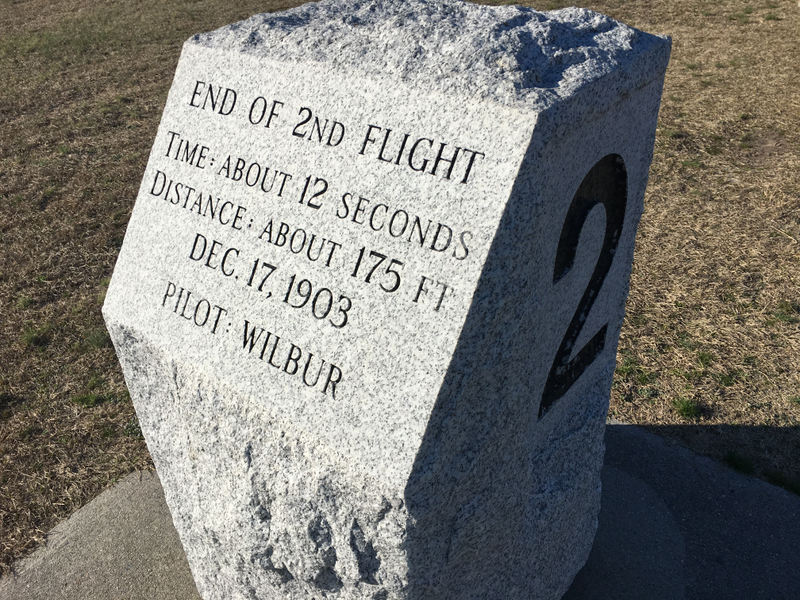 END OF 2ND FLIGHT
TIME: ABOUT 12 SECONDS
DISTANCE: ABOUT 175 FT
DEC. 17, 1903
PILOT: WILBUR
2